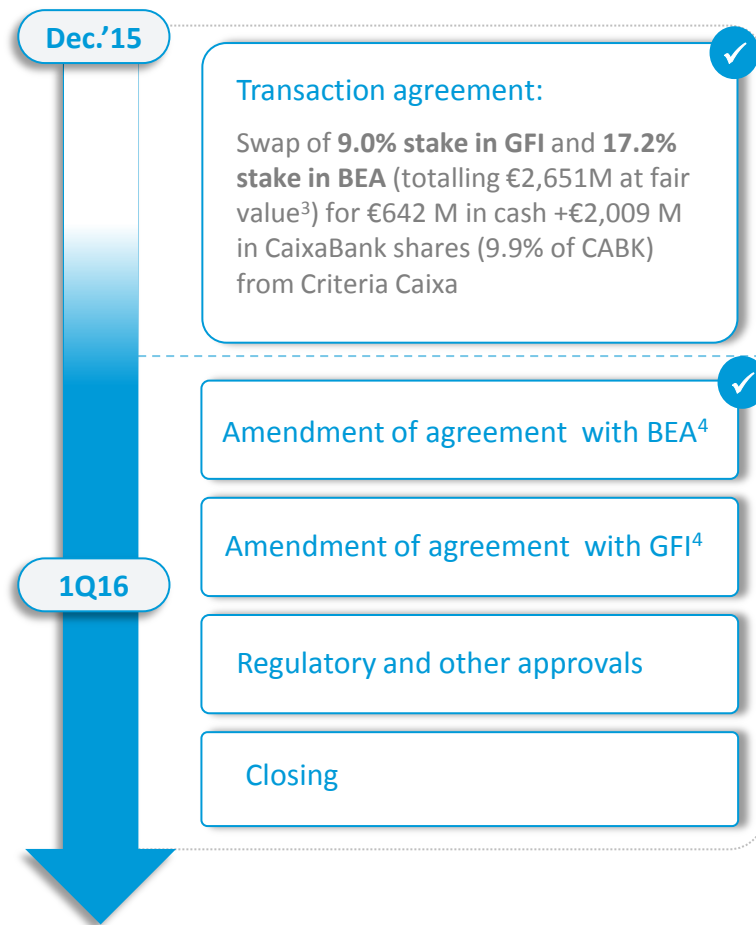 Dec.'15
Transaction agreement:
Swap of 9.0% stake in GFI and 17.2%
stake in BEA (totalling €2,651M at fair
value³) for €642 M in cash +€2,009 M
in CaixaBank shares (9.9% of CABK)
from Criteria Caixa
Amendment of agreement with BEA⁴
Amendment of agreement with GFI⁴
1Q16
Regulatory and other approvals
Closing